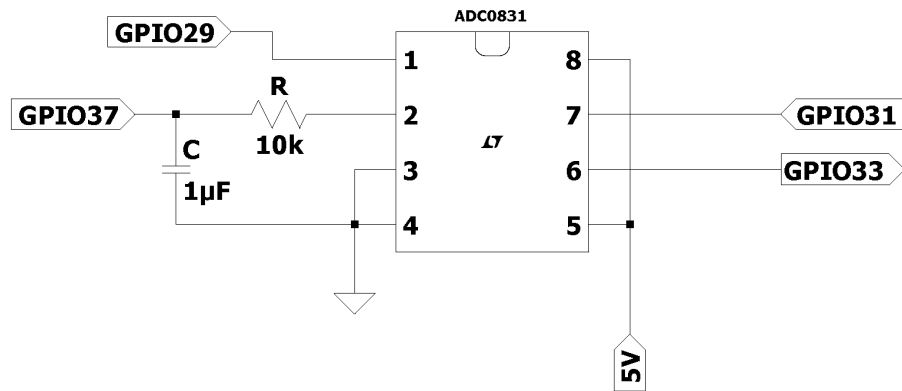 ADC0831
GPIO29
1
8
R
GPIO37
2
7
GPIO31
10k
C
3
6
GPIO33
1µF
4
5
5V